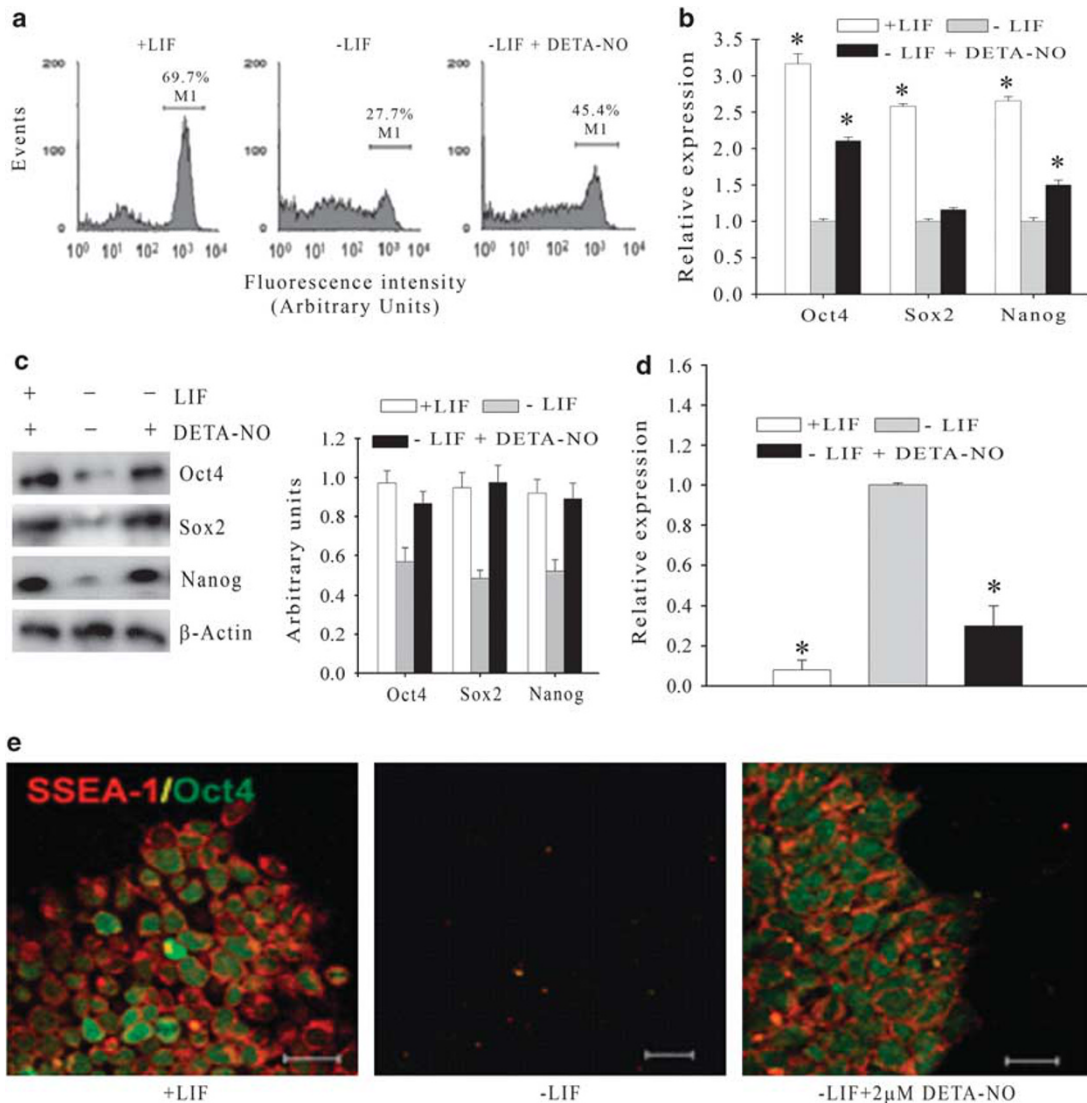 a
+LIF
-LIF
-LIF + DETA-NO
200
100
0
69.7%
M1
200
100
0
27.7%
M1
200
100
0
45.4%
M1
Events
10⁰ 10¹ 10² 10³ 10⁴
10⁰ 10¹ 10² 10³ 10⁴
10⁰ 10¹ 10² 10³ 10⁴
Fluorescence intensity
(Arbitrary Units)
b
+LIF
- LIF
- LIF + DETA-NO
Relative expression
3.5
3.0
2.5
2.0
1.5
1.0
0.5
0.0
* * * * *
Oct4 Sox2 Nanog
c
+ − − LIF
+ − + DETA-NO
Oct4
Sox2
Nanog
β-Actin
+LIF
- LIF
- LIF + DETA-NO
Arbitrary units
1.2
1.0
0.8
0.6
0.4
0.2
0.0
Oct4 Sox2 Nanog
d
+LIF
- LIF
- LIF + DETA-NO
Relative expression
1.6
1.4
1.2
1.0
0.8
0.6
0.4
0.2
0.0
* *
e
SSEA-1/Oct4
+LIF
-LIF
-LIF+2μM DETA-NO